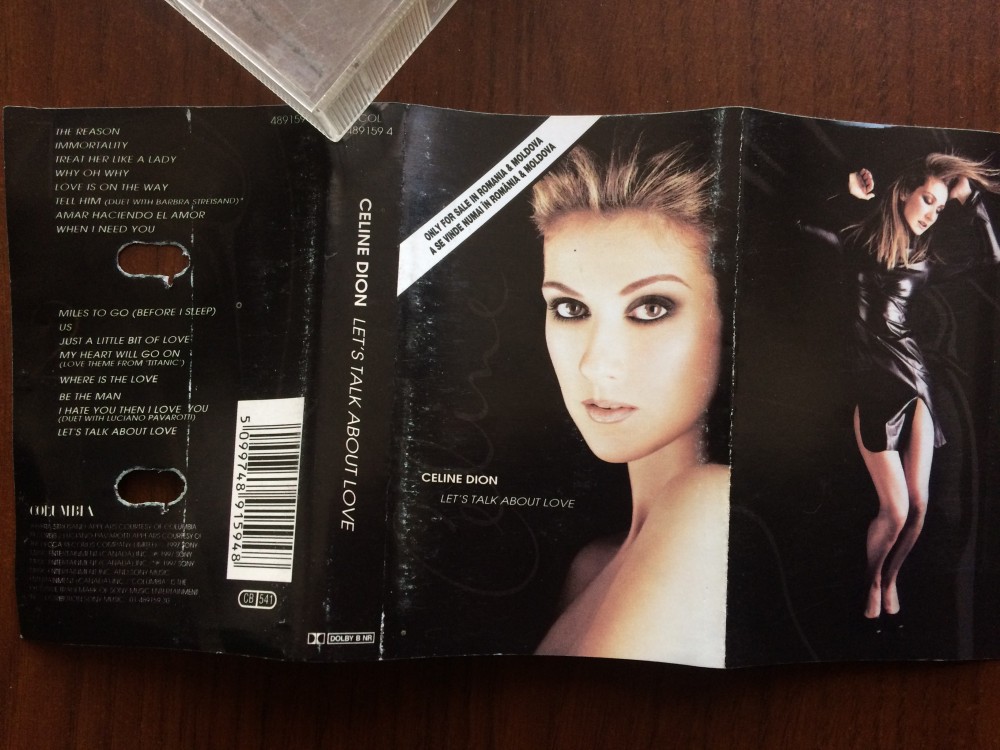 THE REASON
IMMORTALITY
TREAT HER LIKE A LADY
WHY OH WHY
LOVE IS ON THE WAY
TELL HIM (DUET WITH BARBRA STREISAND)*
AMAR HACIENDO EL AMOR
WHEN I NEED YOU
MILES TO GO (BEFORE I SLEEP)
US
JUST A LITTLE BIT OF LOVE
MY HEART WILL GO ON
(LOVE THEME FROM 'TITANIC')
WHERE IS THE LOVE
BE THE MAN
I HATE YOU THEN I LOVE YOU
(DUET WITH LUCIANO PAVAROTTI)
LET'S TALK ABOUT LOVE
COLUMBIA
5 099748 915948
CB 541
489159
COL
489159 4
CELINE DION LET'S TALK ABOUT LOVE
DOLBY B NR
ONLY FOR SALE IN ROMANIA & MOLDOVA
A SE VINDE NUMAI ÎN ROMÂNIA & MOLDOVA
CELINE DION
LET'S TALK ABOUT LOVE